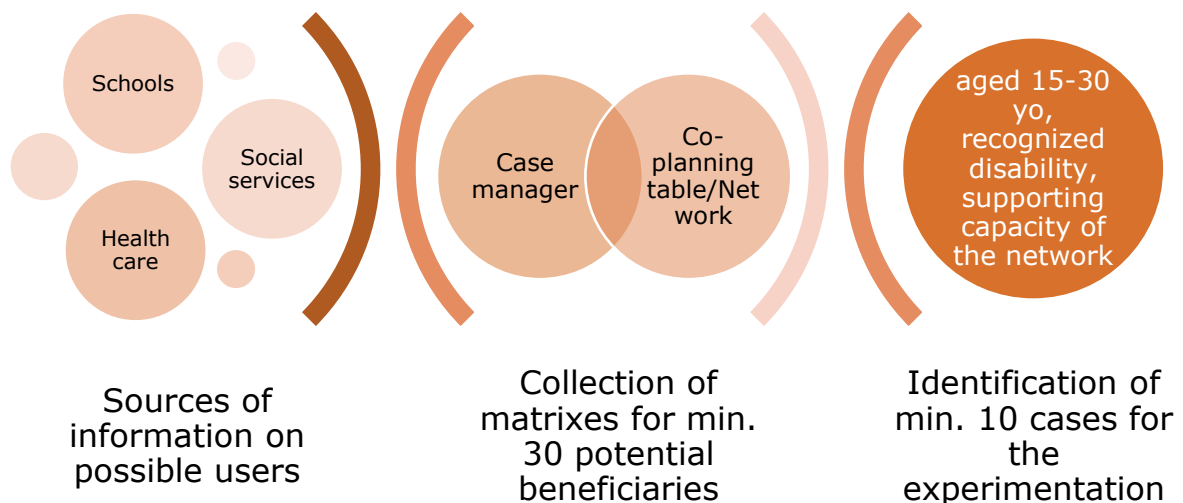 Schools
Social
services
Health
care
Case
manager
Co-
planning
table/Net
work
aged 15-30
yo,
recognized
disability,
supporting
capacity of
the network
Sources of
information on
possible users
Collection of
matrixes for min.
30 potential
beneficiaries
Identification of
min. 10 cases for
the
experimentation